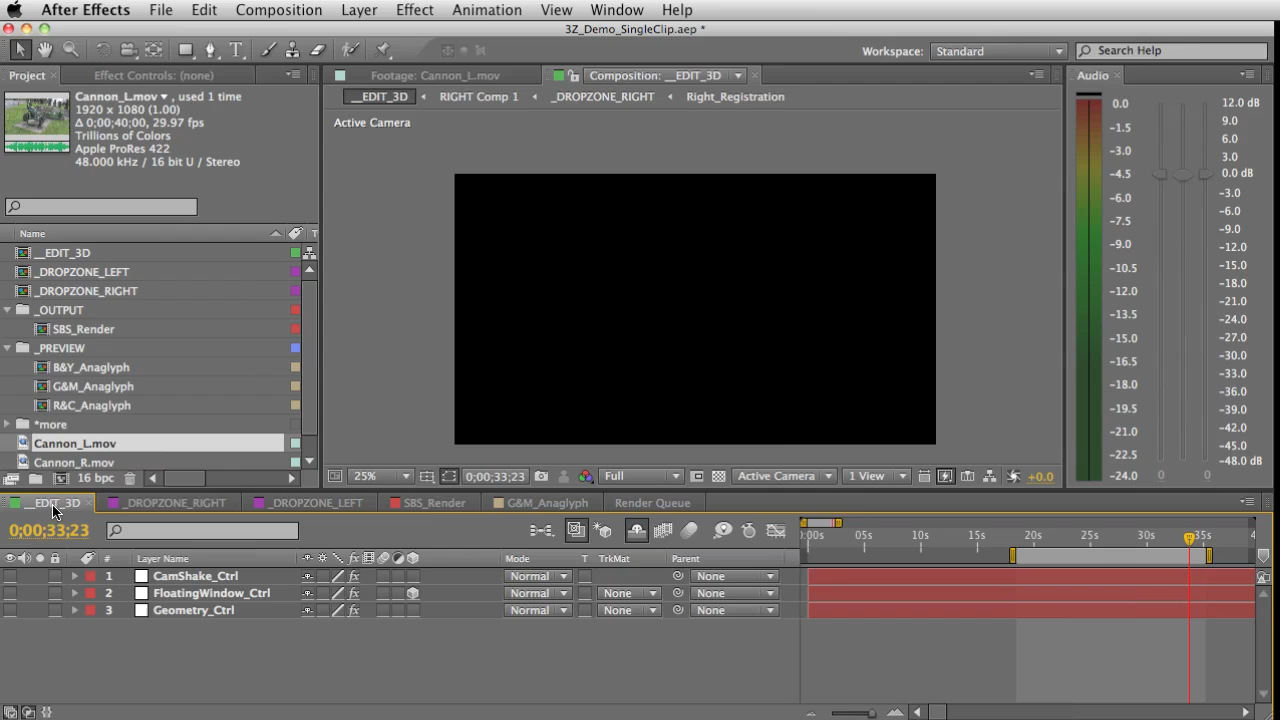 After Effects File Edit Composition Layer Effect Animation View Window Help
3Z_Demo_SingleClip.aep *
T Workspace: Standard Search Help
Project Effect Controls: (none) Footage: Cannon_L.mov Composition: __EDIT_3D Audio
Cannon_L.mov, used 1 time
1920 x 1080 (1.00)
Δ 0;00;40;00, 29.97 fps
Trillions of Colors
Apple ProRes 422
48.000 kHz / 16 bit U / Stereo
__EDIT_3D RIGHT Comp 1 _DROPZONE_RIGHT Right_Registration
Active Camera
Name T
__EDIT_3D
_DROPZONE_LEFT
_DROPZONE_RIGHT
_OUTPUT
SBS_Render
_PREVIEW
B&Y_Anaglyph
G&M_Anaglyph
R&C_Anaglyph
*more
Cannon_L.mov
Cannon_R.mov
16 bpc
25% 0;00;33;23 Full Active Camera 1 View +0.0
0.0
-1.5
-3.0
-4.5
-6.0
-7.5
-9.0
-10.5
-12.0
-13.5
-15.0
-16.5
-18.0
-19.5
-21.0
-22.5
-24.0
0 0
12.0 dB
9.0
6.0
3.0
0.0 dB
-3.0
-6.0
-9.0
-12.0
-15.0
-18.0
-21.0
-24.0
-27.0
-30.0
-33.0
-36.0
-39.0
-42.0
-45.0
-48.0 dB
__EDIT_3D _DROPZONE_RIGHT _DROPZONE_LEFT SBS_Render G&M_Anaglyph Render Queue
0;00;33;23
:00s 05s 10s 15s 20s 25s 30s 35s 4
# Layer Name Mode T TrkMat Parent
1 CamShake_Ctrl fx Normal None
2 FloatingWindow_Ctrl fx Normal None None
3 Geometry_Ctrl fx Normal None None